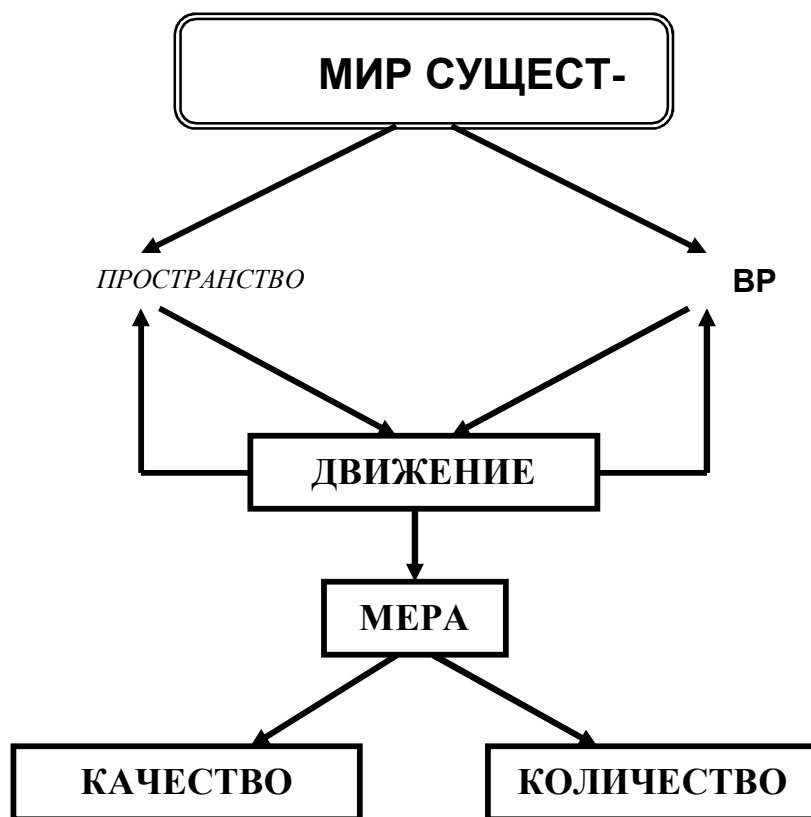 МИР СУЩЕСТ-
ПРОСТРАНСТВО
ВР
ДВИЖЕНИЕ
МЕРА
КАЧЕСТВО
КОЛИЧЕСТВО